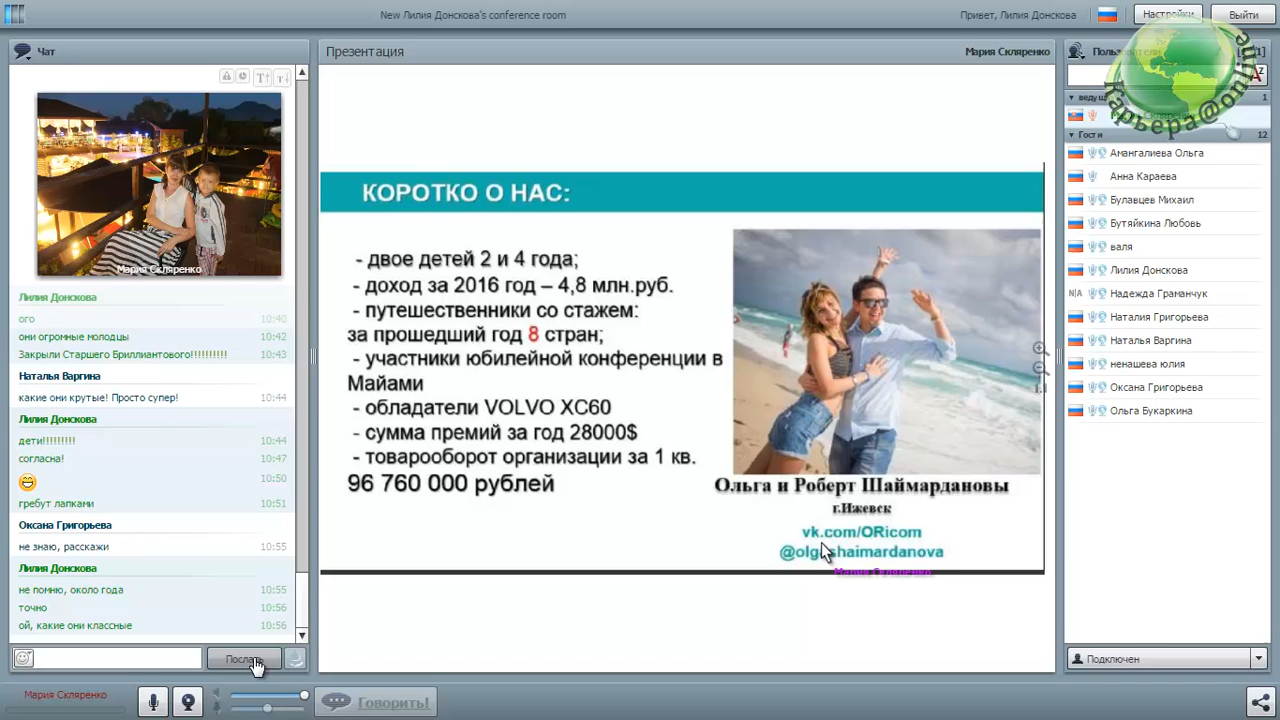 New Лилия Донскова's conference room
Привет, Лилия Донскова
Настройки
Выйти
Чат
Мария Скляренко
Лилия Донскова
ого 10:40
они огромные молодцы 10:42
Закрыли Старшего Бриллиантового!!!!!!!!! 10:43
Наталья Варгина
какие они крутые! Просто супер! 10:44
Лилия Донскова
дети!!!!!!!!! 10:44
согласна! 10:47
10:50
гребут лапками 10:51
Оксана Григорьева
не знаю, расскажи 10:55
Лилия Донскова
не помню, около года 10:55
точно 10:56
ой, какие они классные 10:56
Мария Скляренко
Говорить!
Презентация
Мария Скляренко
КОРОТКО О НАС:
- двое детей 2 и 4 года;
- доход за 2016 год – 4,8 млн.руб.
- путешественники со стажем:
за прошедший год 8 стран;
- участники юбилейной конференции в
Майами
- обладатели VOLVO XC60
- сумма премий за год 28000$
- товарооборот организации за 1 кв.
96 760 000 рублей
Ольга и Роберт Шаймардановы
г.Ижевск
vk.com/ORicom
Мария Скляренко
1:1
Карьера@online
1
Гости 12
Амангалиева Ольга
Анна Караева
Булавцев Михаил
Бутяйкина Любовь
валя
Лилия Донскова
N/A Надежда Граманчук
Наталия Григорьева
Наталья Варгина
ненашева юлия
Оксана Григорьева
Ольга Букаркина
Подключен